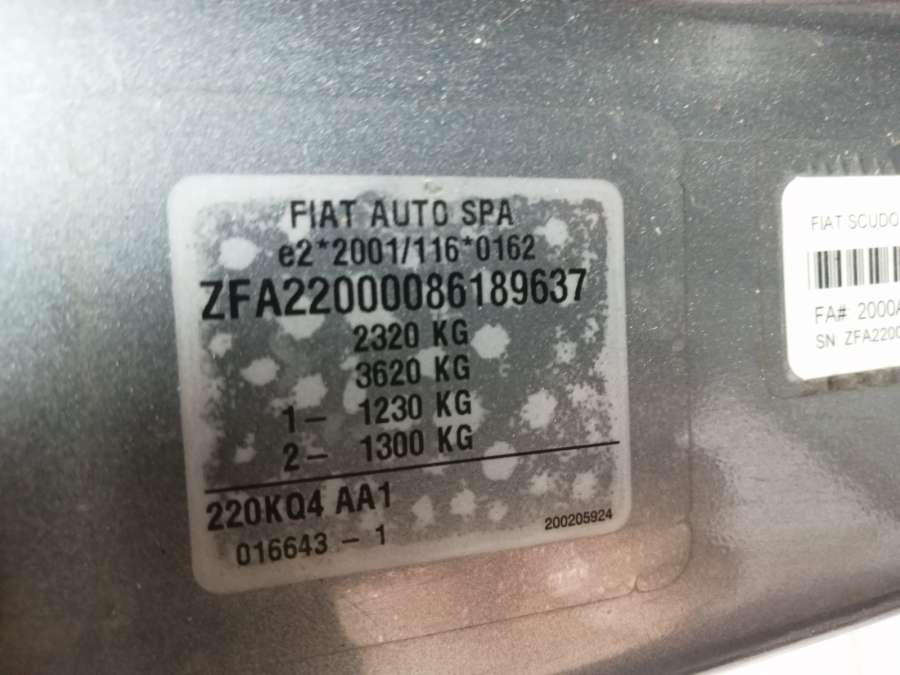 FIAT AUTO SPA
e2*2001/116*0162
ZFA22000086189637
2320 KG
3620 KG
1- 1230 KG
2- 1300 KG
220KQ4 AA1
016643 - 1
200205924
FIAT SCUDO
FA# 2000A
SN: ZFA2200